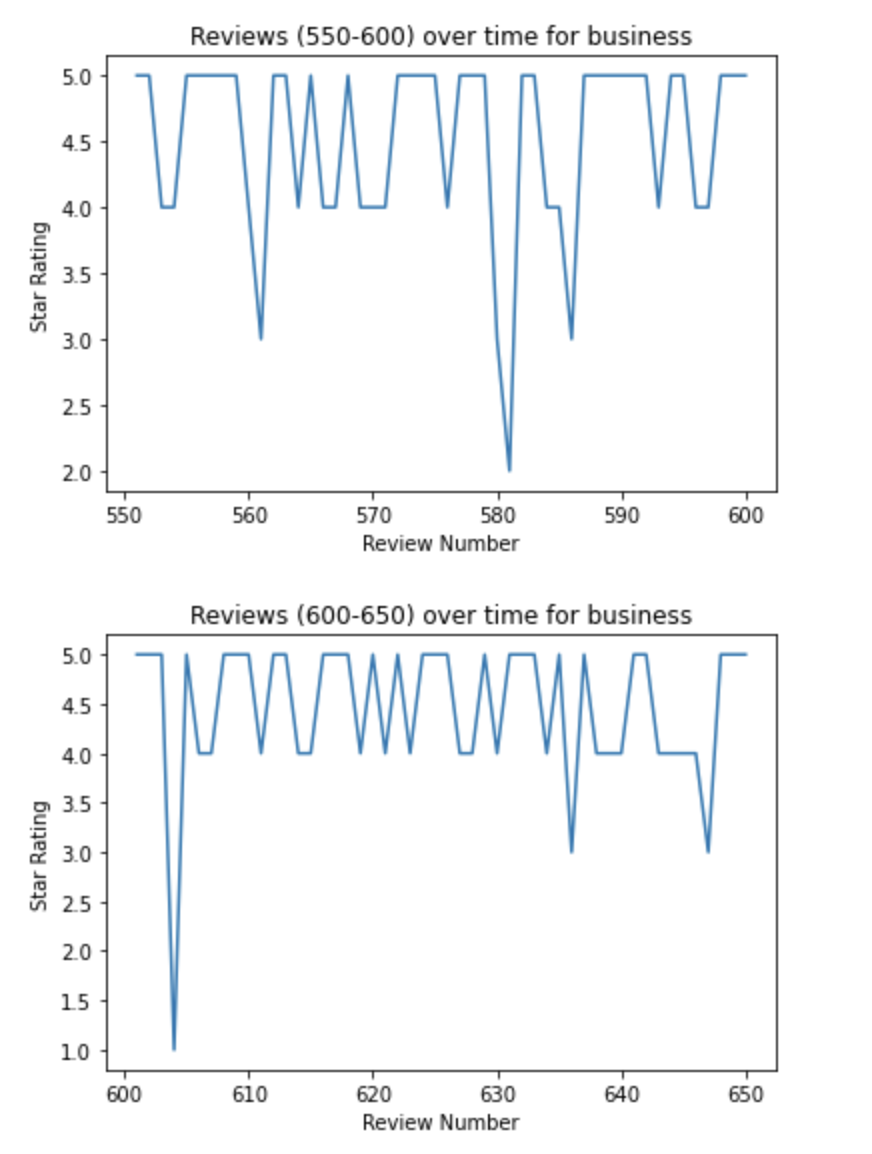 Reviews (550-600) over time for business
5.0
4.5
4.0
3.5
3.0
2.5
2.0
Star Rating
550 560 570 580 590 600
Review Number
Reviews (600-650) over time for business
5.0
4.5
4.0
3.5
3.0
2.5
2.0
1.5
1.0
Star Rating
600 610 620 630 640 650
Review Number